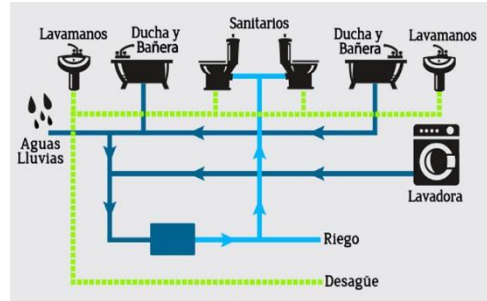 Lavamanos
Ducha y
Bañera
Sanitarios
Ducha y
Bañera
Lavamanos
Aguas
Lluvias
Lavadora
Riego
Desagüe